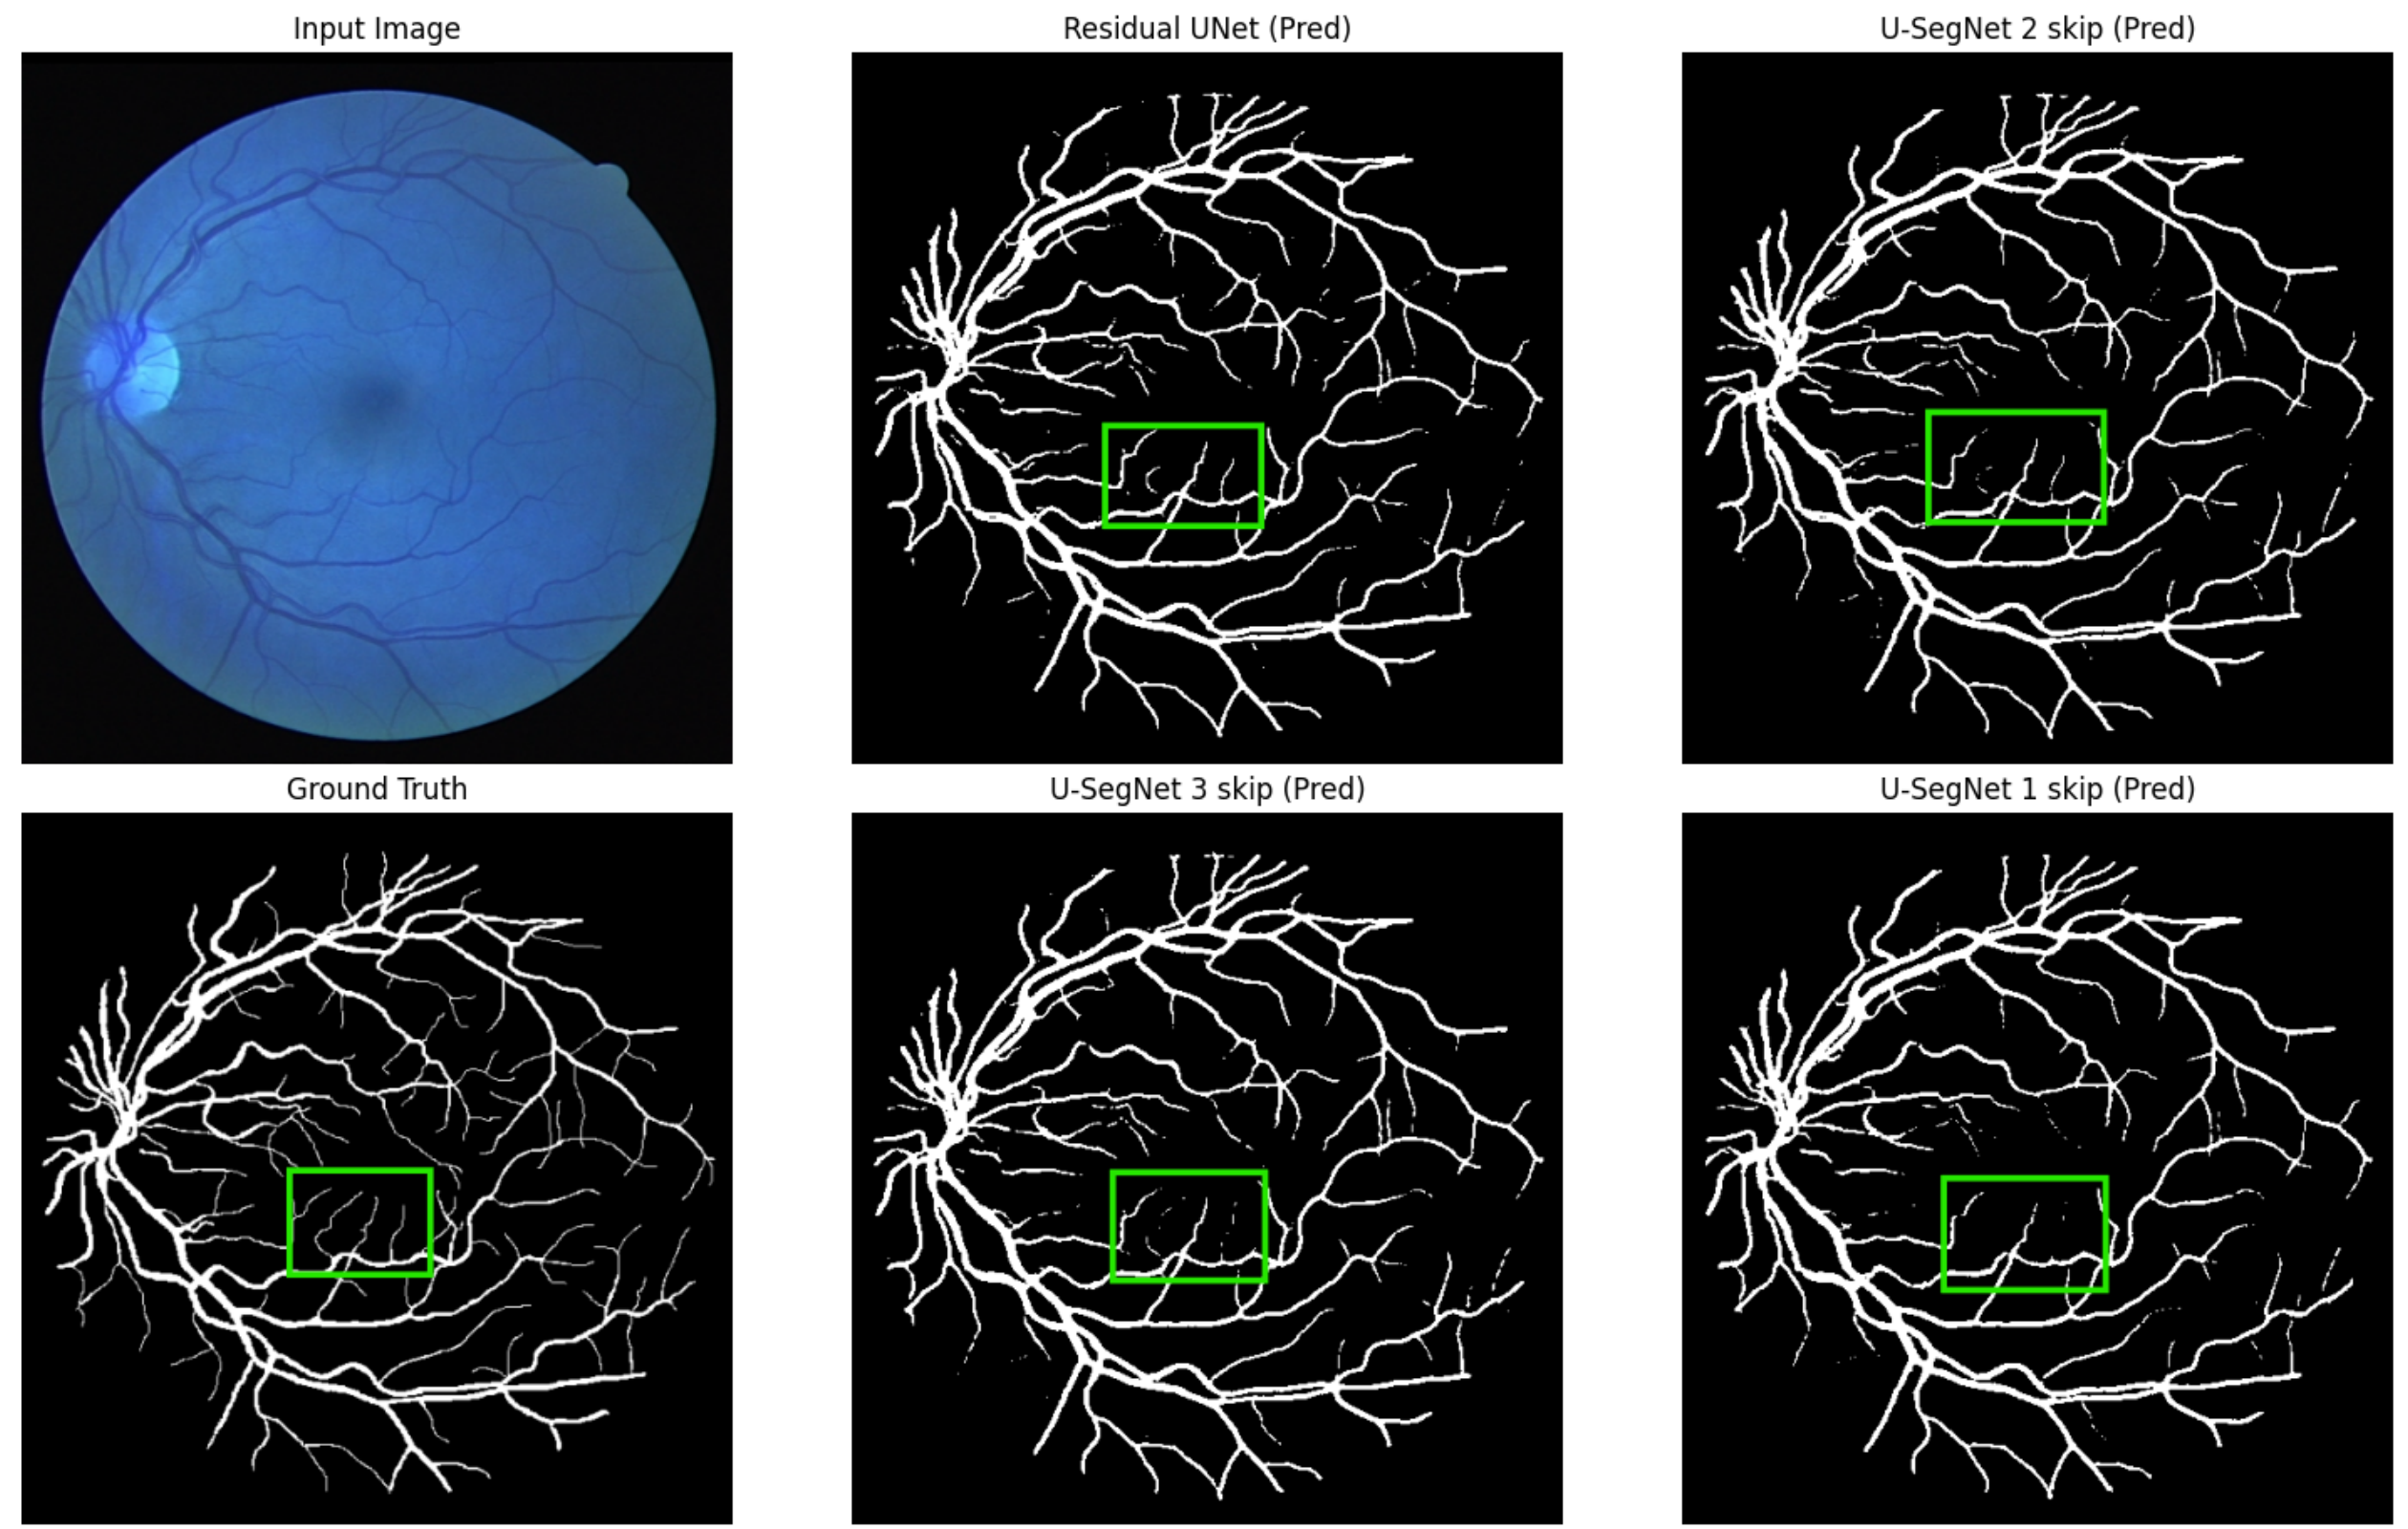 Input Image
Residual UNet (Pred)
U-SegNet 2 skip (Pred)
Ground Truth
U-SegNet 3 skip (Pred)
U-SegNet 1 skip (Pred)